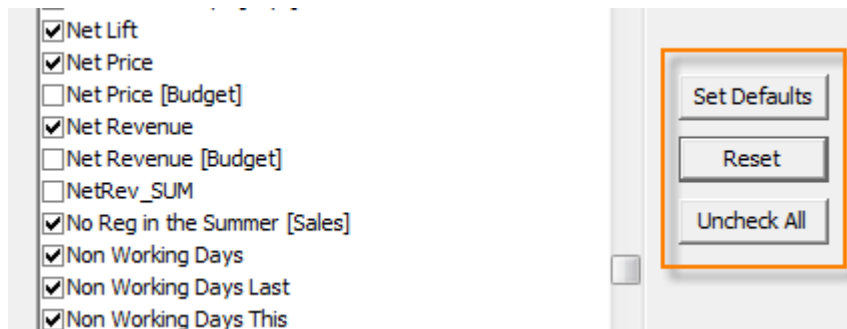 Net Lift
Net Price
Net Price [Budget]
Net Revenue
Net Revenue [Budget]
NetRev_SUM
No Reg in the Summer [Sales]
Non Working Days
Non Working Days Last
Non Working Days This
Set Defaults
Reset
Uncheck All